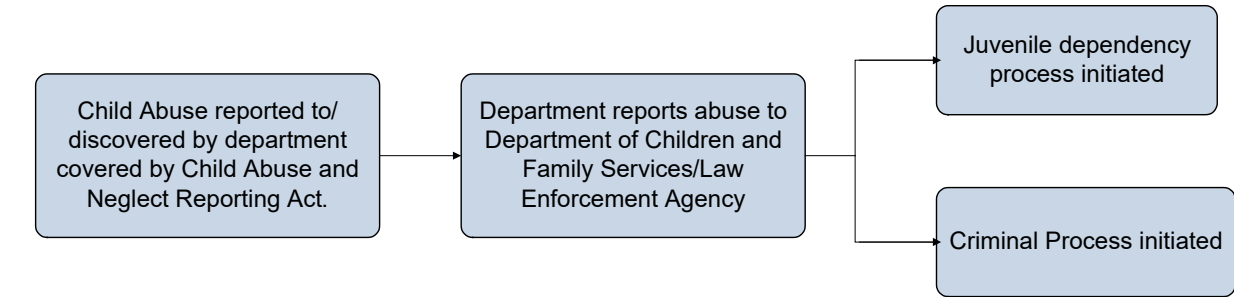 Child Abuse reported to/
discovered by department
covered by Child Abuse and
Neglect Reporting Act.
Department reports abuse to
Department of Children and
Family Services/Law
Enforcement Agency
Juvenile dependency
process initiated
Criminal Process initiated